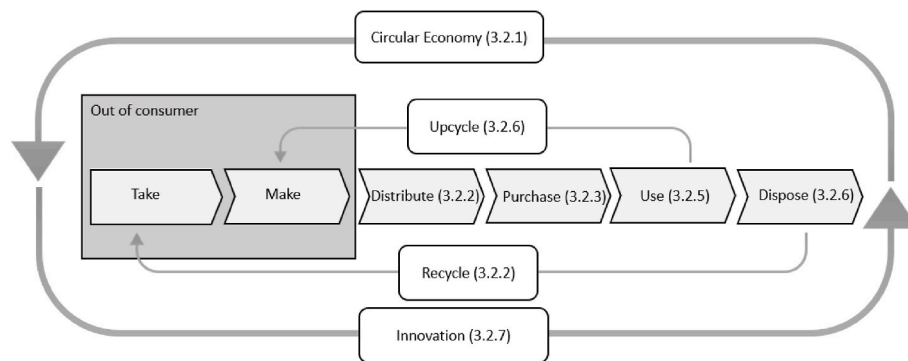 Circular Economy (3.2.1)
Out of consumer
Upcycle (3.2.6)
Take
Make
Distribute (3.2.2)
Purchase (3.2.3)
Use (3.2.5)
Dispose (3.2.6)
Recycle (3.2.2)
Innovation (3.2.7)